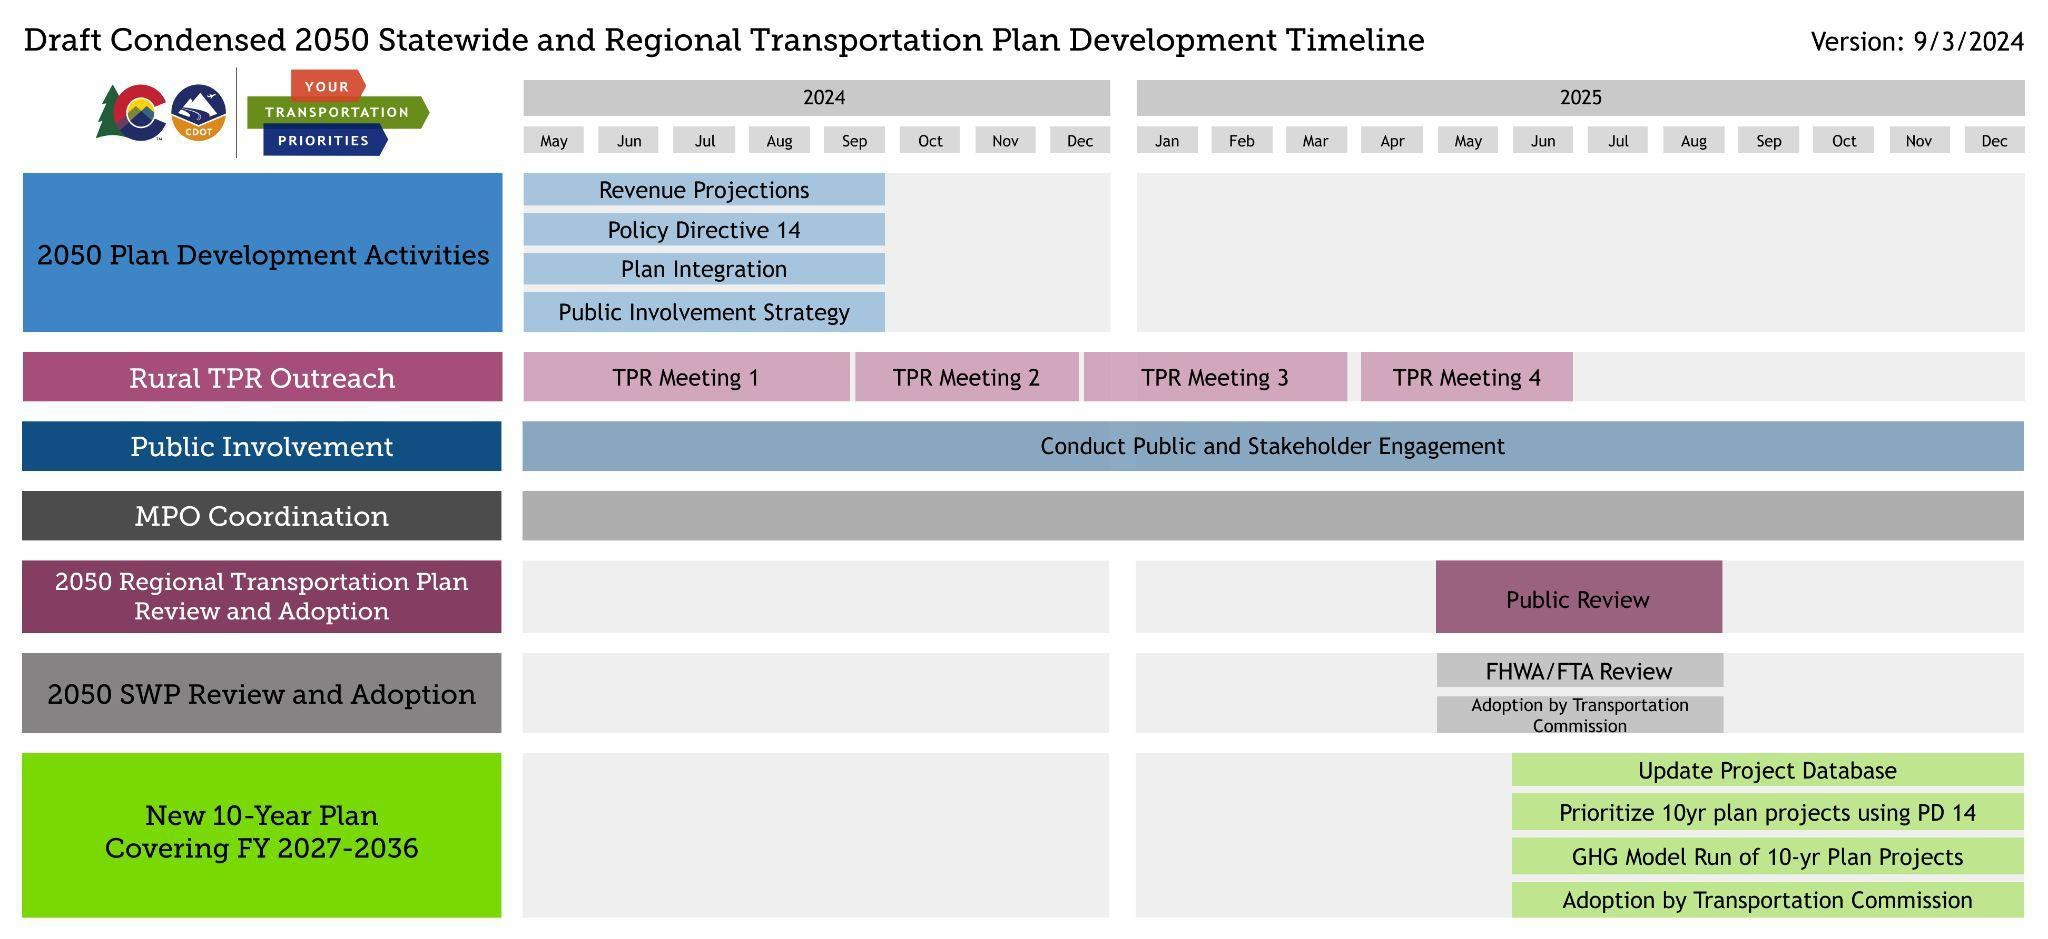 Draft Condensed 2050 Statewide and Regional Transportation Plan Development Timeline
Version: 9/3/2024
CDOT
YOUR
TRANSPORTATION
PRIORITIES
2024
2025
May Jun Jul Aug Sep Oct Nov Dec
Jan Feb Mar Apr May Jun Jul Aug Sep Oct Nov Dec
2050 Plan Development Activities
Revenue Projections
Policy Directive 14
Plan Integration
Public Involvement Strategy
Rural TPR Outreach
TPR Meeting 1
TPR Meeting 2
TPR Meeting 3
TPR Meeting 4
Public Involvement
Conduct Public and Stakeholder Engagement
MPO Coordination
2050 Regional Transportation Plan
Review and Adoption
Public Review
2050 SWP Review and Adoption
FHWA/FTA Review
Adoption by Transportation
Commission
New 10-Year Plan
Covering FY 2027-2036
Update Project Database
Prioritize 10yr plan projects using PD 14
GHG Model Run of 10-yr Plan Projects
Adoption by Transportation Commission